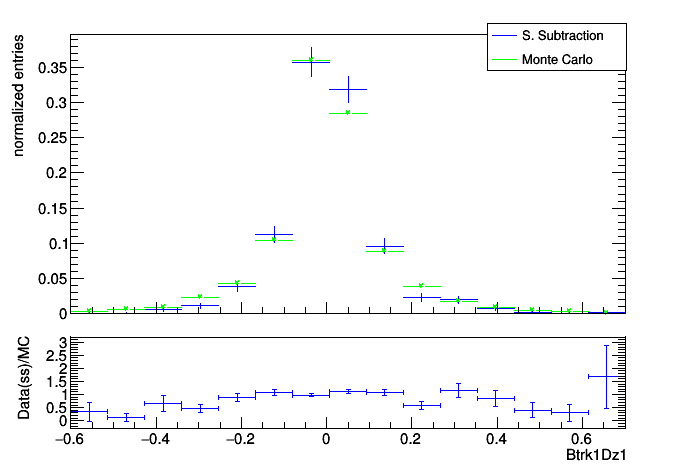 S. Subtraction
Monte Carlo
normalized entries
0.35
0.3
0.25
0.2
0.15
0.1
0.05
0
Data(ss)/MC
3
2.5
2
1.5
1
0.5
0
−0.6 −0.4 −0.2 0 0.2 0.4 0.6
Btrk1Dz1